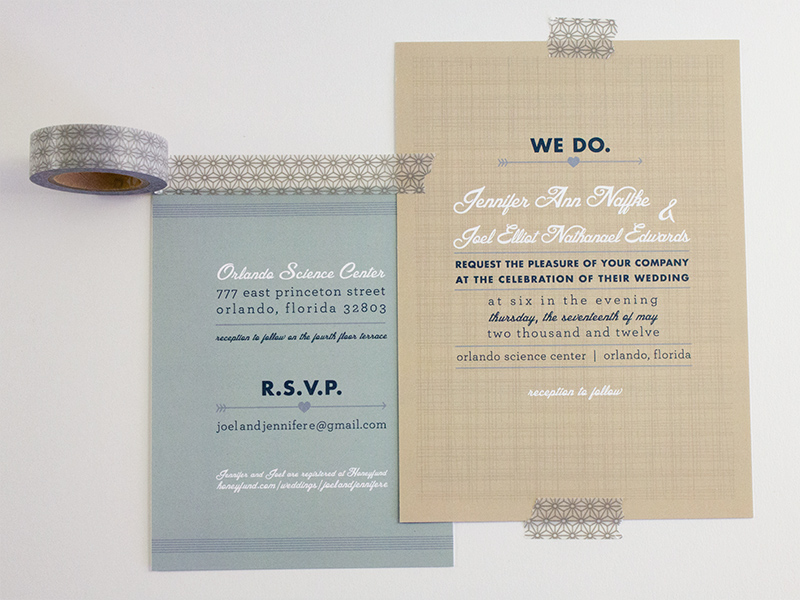 WE DO.
Jennifer Ann Naffke &
Joel Elliot Nathanael Edwards
REQUEST THE PLEASURE OF YOUR COMPANY
AT THE CELEBRATION OF THEIR WEDDING
at six in the evening
thursday, the seventeenth of may
two thousand and twelve
orlando science center | orlando, florida
reception to follow
Orlando Science Center
777 east princeton street
orlando, florida 32803
reception to follow on the fourth floor terrace
R.S.V.P.
joelandjennifere@gmail.com
Jennifer and Joel are registered at Honeyfund
honeyfund.com/weddings/joelandjennifere